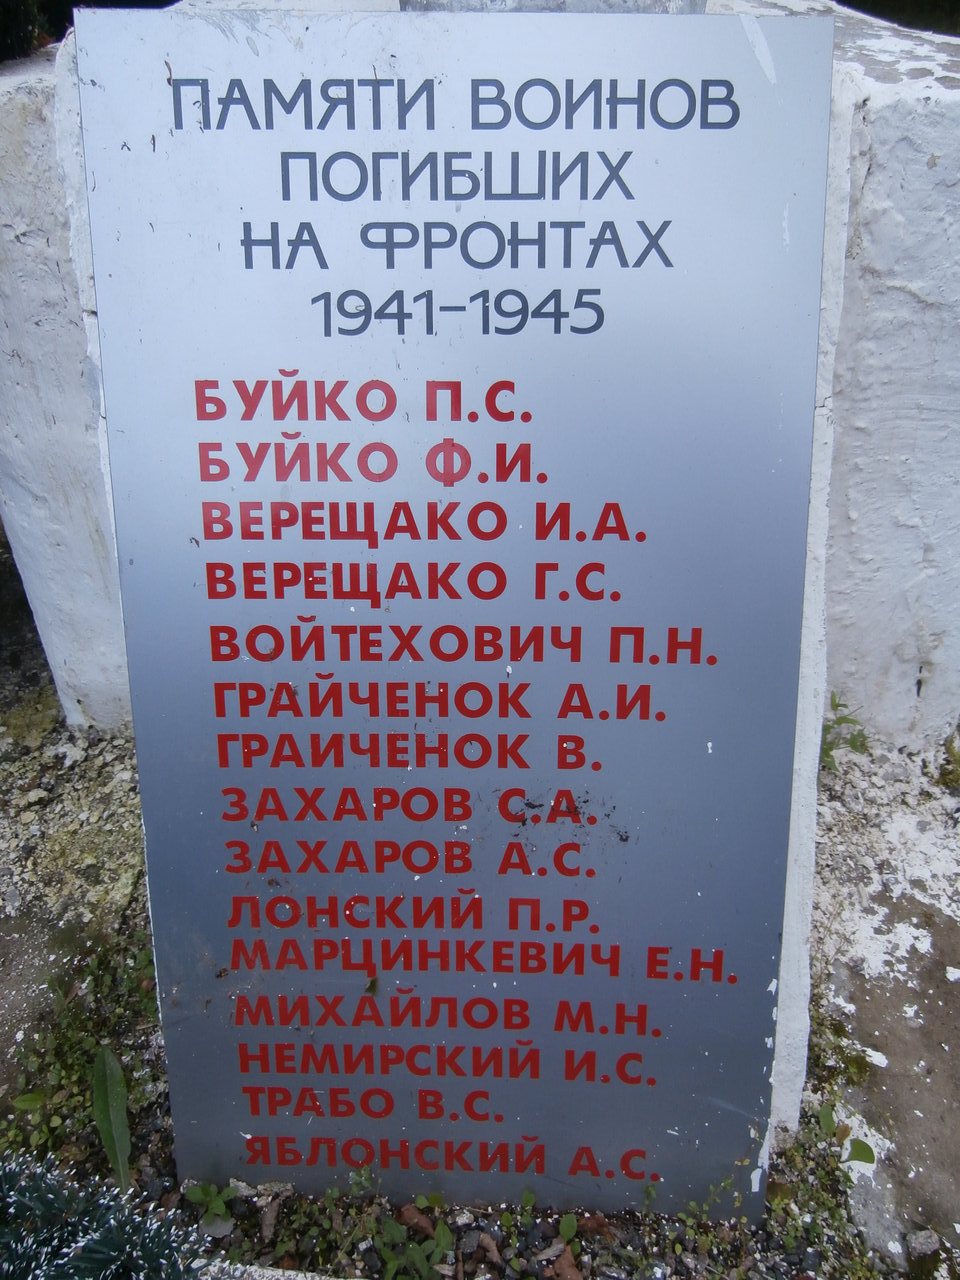 ПАМЯТИ ВОИНОВ
ПОГИБШИХ
НА ФРОНТАХ
1941-1945
БУЙКО П.С.
БУЙКО Ф.И.
ВЕРЕЩАКО И.А.
ВЕРЕЩАКО Г.С.
ВОЙТЕХОВИЧ П.Н.
ГРАЙЧЕНОК А.И.
ГРАИЧЕНОК В.
ЗАХАРОВ С.А.
ЗАХАРОВ А.С.
ЛОНСКИЙ П.Р.
МАРЦИНКЕВИЧ Е.Н.
МИХАЙЛОВ М.Н.
НЕМИРСКИЙ И.С.
ТРАБО В.С.
ЯБЛОНСКИЙ А.С.